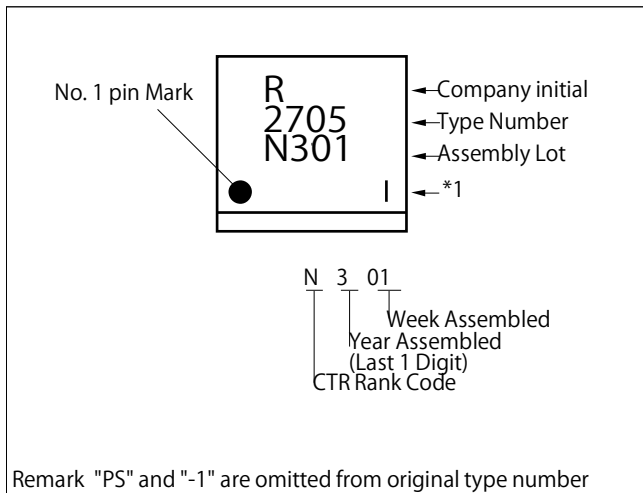 R
No. 1 pin Mark
Company initial
2705
Type Number
N301
Assembly Lot
I
*1
N 3 01
Week Assembled
Year Assembled
(Last 1 Digit)
CTR Rank Code
Remark "PS" and "-1" are omitted from original type number